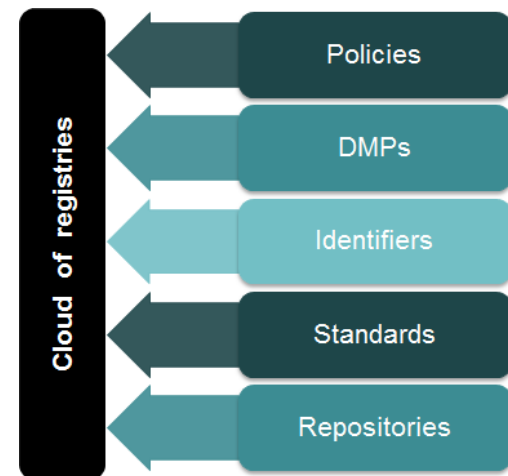 Cloud of registries
Policies
DMPs
Identifiers
Standards
Repositories